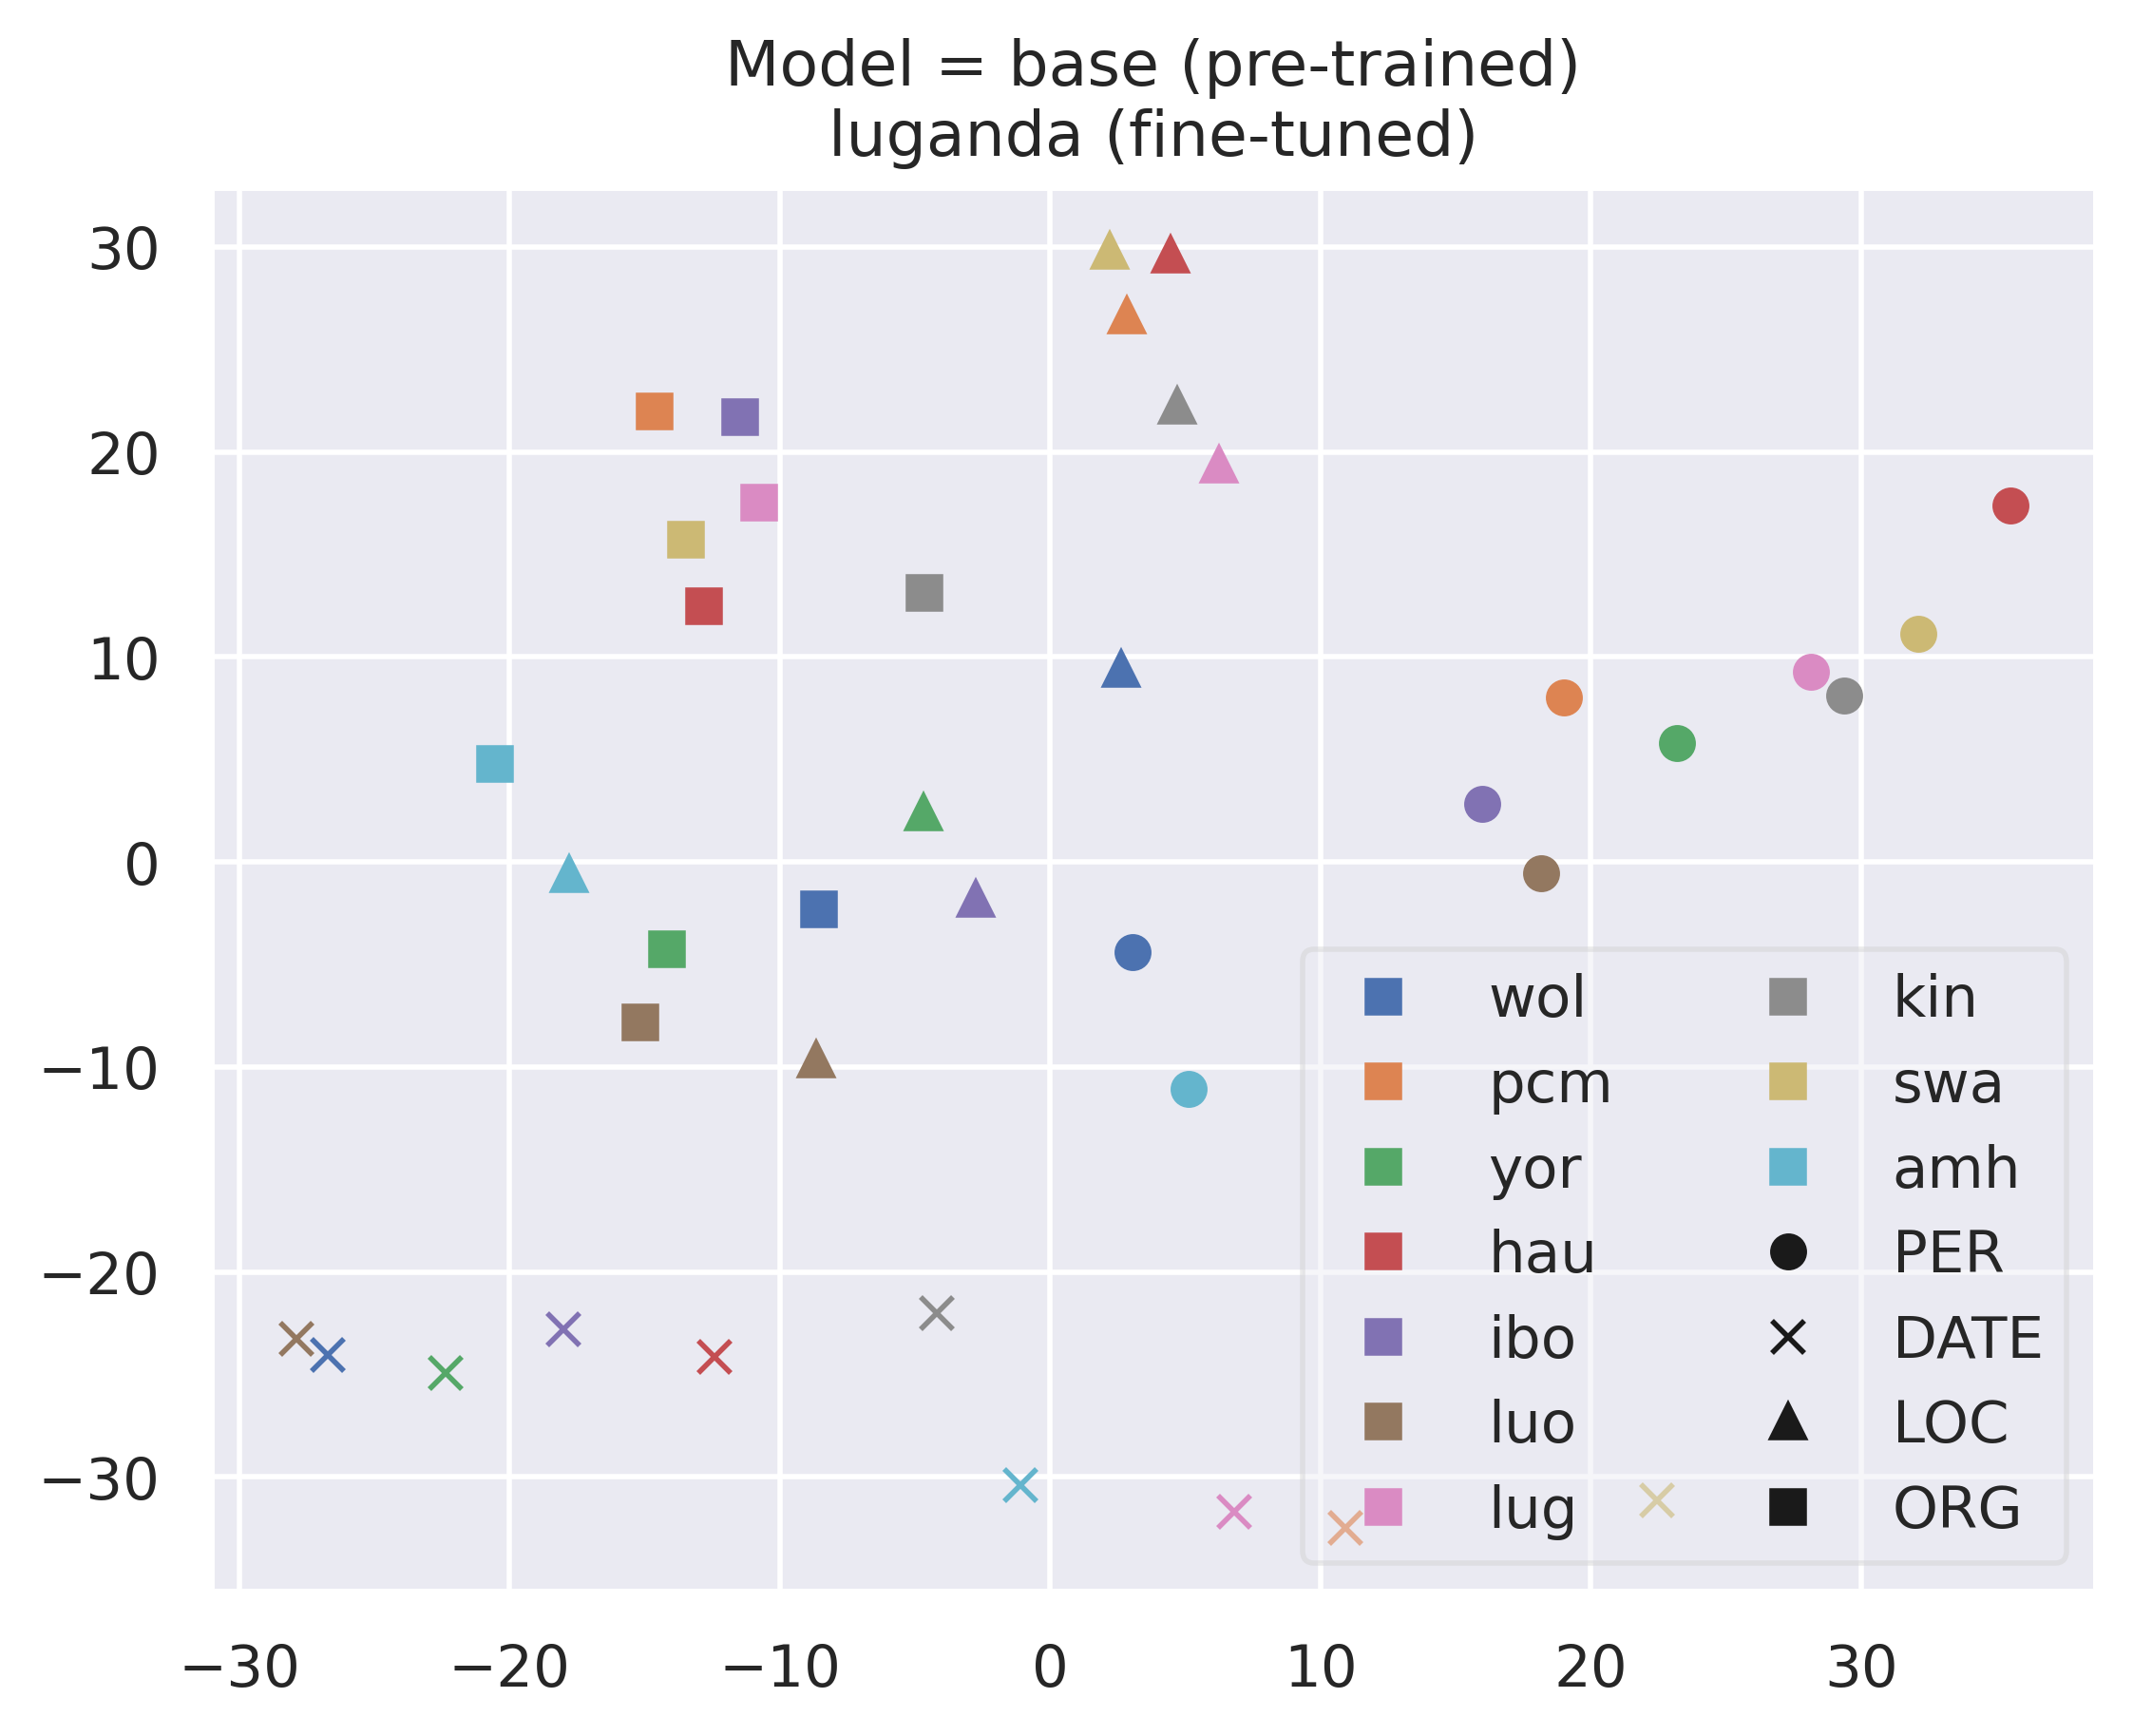 Model = base (pre-trained)
luganda (fine-tuned)
30
20
10
0
−10
−20
−30
wol
pcm
yor
hau
ibo
luo
lug
kin
swa
amh
PER
DATE
LOC
ORG
−30 −20 −10 0 10 20 30